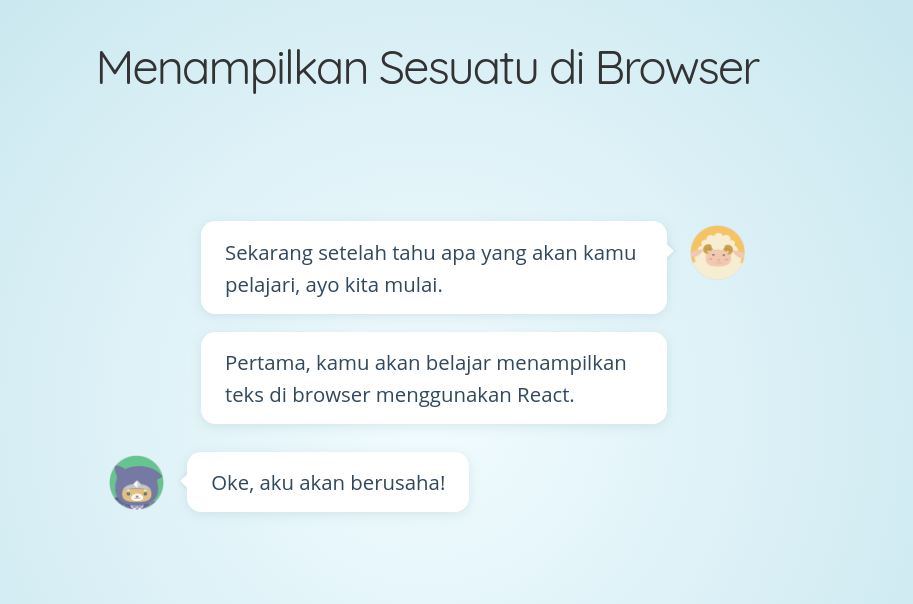 Menampilkan Sesuatu di Browser
Sekarang setelah tahu apa yang akan kamu
pelajari, ayo kita mulai.
Pertama, kamu akan belajar menampilkan
teks di browser menggunakan React.
Oke, aku akan berusaha!